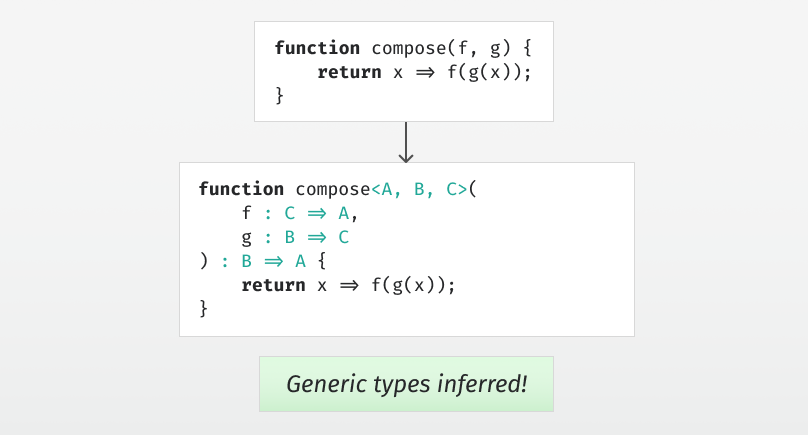 function compose(f, g) {
    return x => f(g(x));
}
function compose<A, B, C>(
    f : C => A,
    g : B => C
) : B => A {
    return x => f(g(x));
}
Generic types inferred!